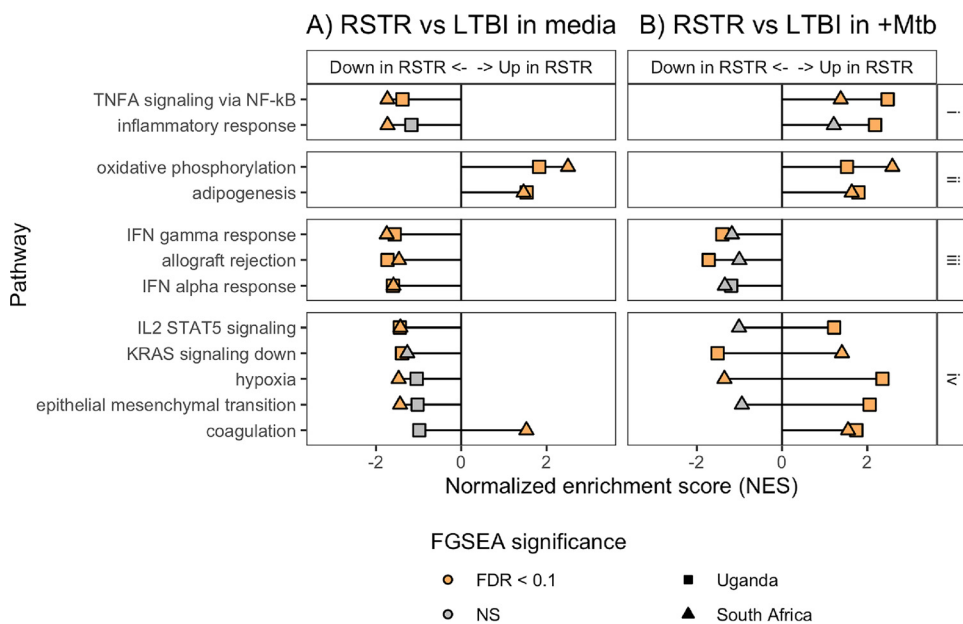 A) RSTR vs LTBI in media
B) RSTR vs LTBI in +Mtb
Down in RSTR <- -> Up in RSTR
Down in RSTR <- -> Up in RSTR
Pathway
TNFA signaling via NF-kB
inflammatory response
i
oxidative phosphorylation
adipogenesis
ii
IFN gamma response
allograft rejection
IFN alpha response
iii
IL2 STAT5 signaling
KRAS signaling down
hypoxia
epithelial mesenchymal transition
coagulation
iv
-2 0 2
-2 0 2
Normalized enrichment score (NES)
FGSEA significance
FDR < 0.1
NS
Uganda
South Africa